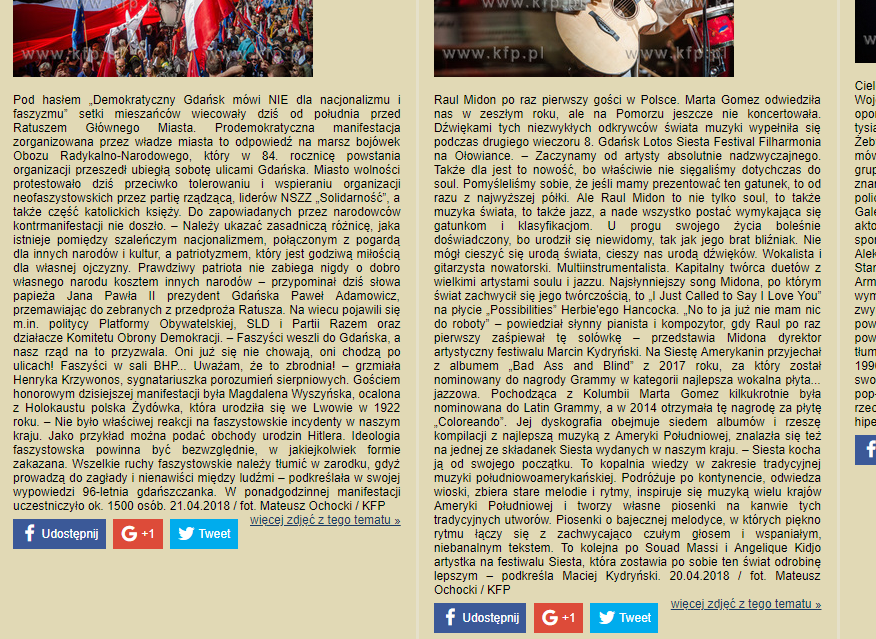 www.kfp.pl
www.kfp.pl
Pod hasłem „Demokratyczny Gdańsk mówi NIE dla nacjonalizmu i
faszyzmu” setki mieszańców wiecowały dziś od południa przed
Ratuszem Głównego Miasta. Prodemokratyczna manifestacja
zorganizowana przez władze miasta to odpowiedź na marsz bojówek
Obozu Radykalno-Narodowego, który w 84. rocznicę powstania
organizacji przeszedł ubiegłą sobotę ulicami Gdańska. Miasto wolności
protestowało dziś przeciwko tolerowaniu i wspieraniu organizacji
neofaszystowskich przez partię rządzącą, liderów NSZZ „Solidarność”, a
także część katolickich księży. Do zapowiadanych przez narodowców
kontrmanifestacji nie doszło. – Należy ukazać zasadniczą różnicę, jaka
istnieje pomiędzy szaleńczym nacjonalizmem, połączonym z pogardą
dla innych narodów i kultur, a patriotyzmem, który jest godziwą miłością
dla własnej ojczyzny. Prawdziwy patriota nie zabiega nigdy o dobro
własnego narodu kosztem innych narodów – przypominał dziś słowa
papieża Jana Pawła II prezydent Gdańska Paweł Adamowicz,
przemawiając do zebranych z przedproża Ratusza. Na wiecu pojawili się
m.in. politycy Platformy Obywatelskiej, SLD i Partii Razem oraz
działacze Komitetu Obrony Demokracji. – Faszyści weszli do Gdańska, a
nasz rząd na to przyzwala. Oni już się nie chowają, oni chodzą po
ulicach! Faszyści w sali BHP... Uważam, że to zbrodnia! – grzmiała
Henryka Krzywonos, sygnatariuszka porozumień sierpniowych. Gościem
honorowym dzisiejszej manifestacji była Magdalena Wyszyńska, ocalona
z Holokaustu polska Żydówka, która urodziła się we Lwowie w 1922
roku. – Nie było właściwej reakcji na faszystowskie incydenty w naszym
kraju. Jako przykład można podać obchody urodzin Hitlera. Ideologia
faszystowska powinna być bezwzględnie, w jakiejkolwiek formie
zakazana. Wszelkie ruchy faszystowskie należy tłumić w zarodku, gdyż
prowadzą do zagłady i nienawiści między ludźmi – podkreślała w swojej
wypowiedzi 96-letnia gdańszczanka. W ponadgodzinnej manifestacji
uczestniczyło ok. 1500 osób. 21.04.2018 / fot. Mateusz Ochocki / KFP
więcej zdjęć z tego tematu »
Udostępnij
G +1
Tweet
www.kfp.pl
www.kfp.pl
Raul Midon po raz pierwszy gości w Polsce. Marta Gomez odwiedziła
nas w zeszłym roku, ale na Pomorzu jeszcze nie koncertowała.
Dźwiękami tych niezwykłych odkrywców świata muzyki wypełniła się
podczas drugiego wieczoru 8. Gdańsk Lotos Siesta Festival Filharmonia
na Ołowiance. – Zaczynamy od artysty absolutnie nadzwyczajnego.
Także dla jest to nowość, bo właściwie nie sięgaliśmy dotychczas do
soul. Pomyśleliśmy sobie, że jeśli mamy prezentować ten gatunek, to od
razu z najwyższej półki. Ale Raul Midon to nie tylko soul, to także
muzyka świata, to także jazz, a nade wszystko postać wymykająca się
gatunkom i klasyfikacjom. U progu swojego życia boleśnie
doświadczony, bo urodził się niewidomy, tak jak jego brat bliźniak. Nie
mógł cieszyć się urodą świata, cieszy nas urodą dźwięków. Wokalista i
gitarzysta nowatorski. Multiinstrumentalista. Kapitalny twórca duetów z
wielkimi artystami soulu i jazzu. Najsłynniejszy song Midona, po którym
świat zachwycił się jego twórczością, to „I Just Called to Say I Love You”
na płycie „Possibilities” Herbie'ego Hancocka. „No to ja już nie mam nic
do roboty” – powiedział słynny pianista i kompozytor, gdy Raul po raz
pierwszy zaśpiewał tę solówkę – przedstawia Midona dyrektor
artystyczny festiwalu Marcin Kydryński. Na Siestę Amerykanin przyjechał
z albumem „Bad Ass and Blind” z 2017 roku, za który został
nominowany do nagrody Grammy w kategorii najlepsza wokalna płyta...
jazzowa. Pochodząca z Kolumbii Marta Gomez kilkukrotnie była
nominowana do Latin Grammy, a w 2014 otrzymała tę nagrodę za płytę
„Coloreando”. Jej dyskografia obejmuje siedem albumów i rzeszę
kompilacji z najlepszą muzyką z Ameryki Południowej, znalazła się też
na jednej ze składanek Siesta wydanych w naszym kraju. – Siesta kocha
ją od swojego początku. To kopalnia wiedzy w zakresie tradycyjnej
muzyki południowoamerykańskiej. Podróżuje po kontynencie, odwiedza
wioski, zbiera stare melodie i rytmy, inspiruje się muzyką wielu krajów
Ameryki Południowej i tworzy własne piosenki na kanwie tych
tradycyjnych utworów. Piosenki o bajecznej melodyce, w których piękno
rytmu łączy się z zachwycająco czułym głosem i wspaniałym,
niebanalnym tekstem. To kolejna po Souad Massi i Angelique Kidjo
artystka na festiwalu Siesta, która zostawia po sobie ten świat odrobinę
lepszym – podkreśla Maciej Kydryński. 20.04.2018 / fot. Mateusz
Ochocki / KFP
więcej zdjęć z tego tematu »
Udostępnij
G +1
Tweet